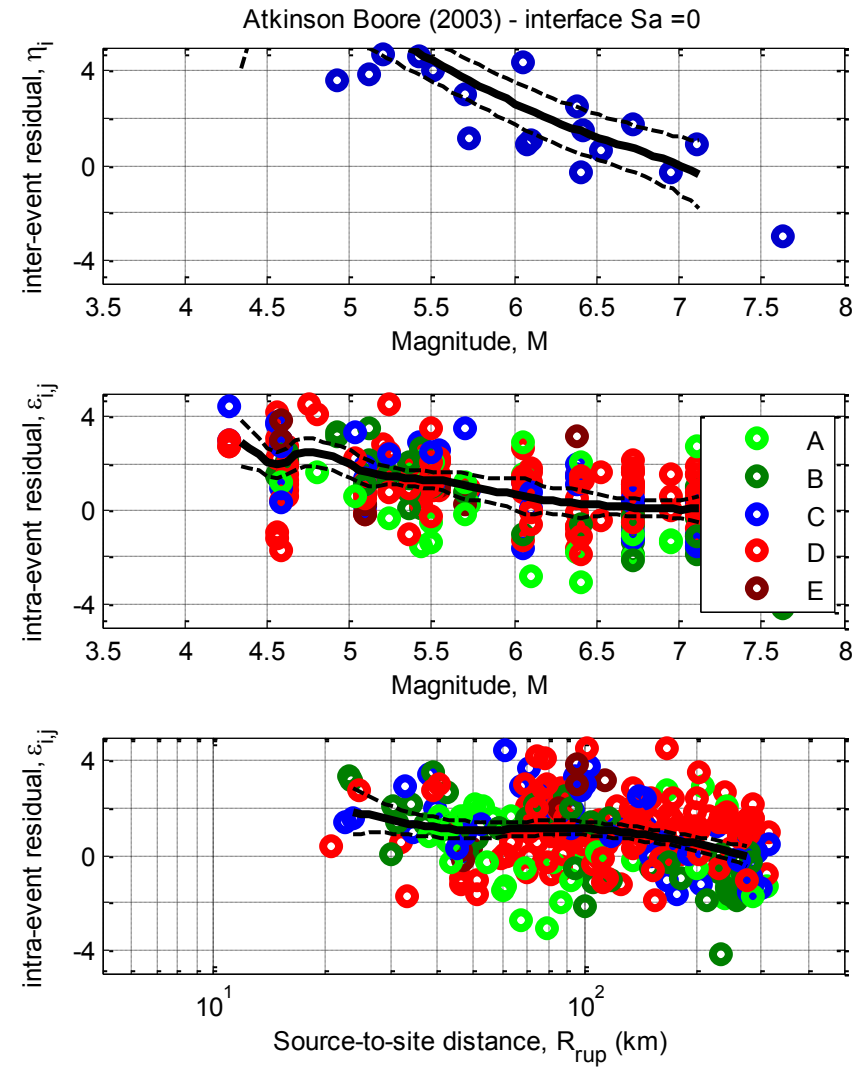 Atkinson Boore (2003) - interface Sa =0
inter-event residual, η_i
4
0
-4
3.5 4 4.5 5 5.5 6 6.5 7 7.5 8
Magnitude, M
intra-event residual, ε_i,j
4
0
-4
A
B
C
D
E
3.5 4 4.5 5 5.5 6 6.5 7 7.5 8
Magnitude, M
intra-event residual, ε_i,j
4
0
-4
10^1 10^2
Source-to-site distance, R_rup (km)